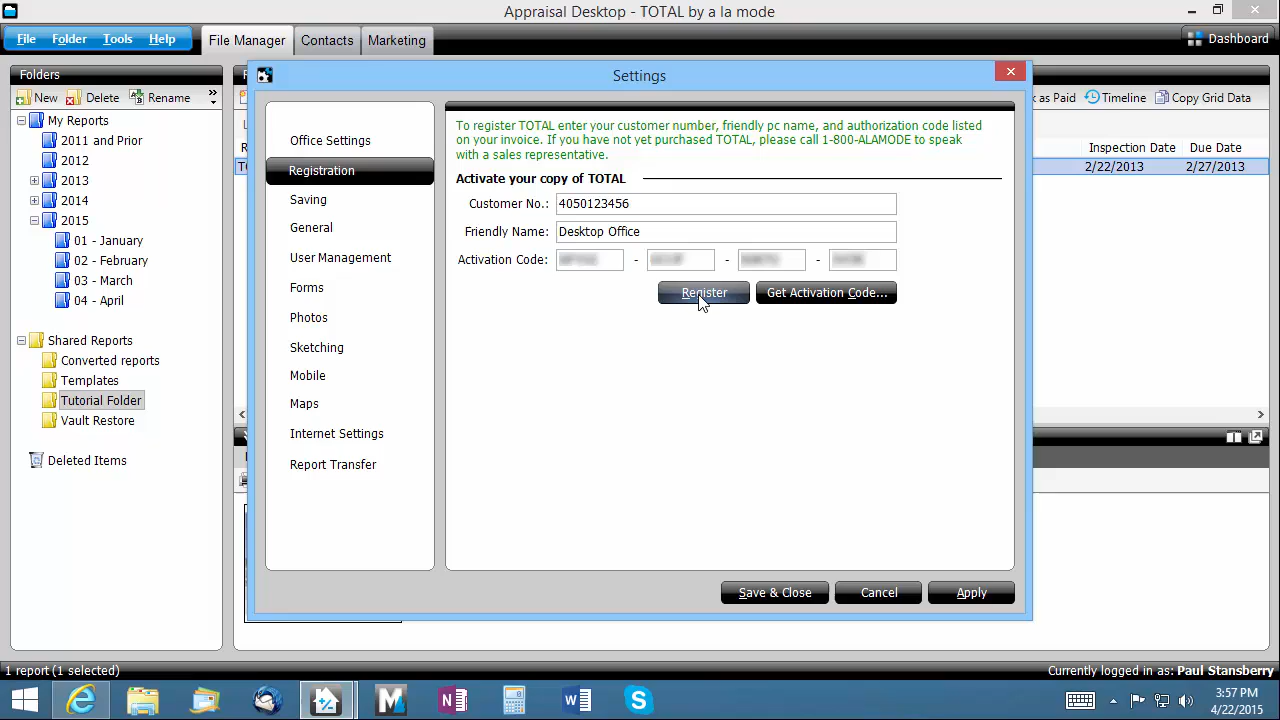 Appraisal Desktop - TOTAL by a la mode
File Folder Tools Help
File Manager Contacts Marketing
Dashboard
Folders
New Delete Rename
My Reports
2011 and Prior
2012
2013
2014
2015
01 - January
02 - February
03 - March
04 - April
Shared Reports
Converted reports
Templates
Tutorial Folder
Vault Restore
Deleted Items
as Paid Timeline Copy Grid Data
Inspection Date Due Date
2/22/2013 2/27/2013
Settings
Office Settings
Registration
Saving
General
User Management
Forms
Photos
Sketching
Mobile
Maps
Internet Settings
Report Transfer
To register TOTAL enter your customer number, friendly pc name, and authorization code listed
on your invoice. If you have not yet purchased TOTAL, please call 1-800-ALAMODE to speak
with a sales representative.
Activate your copy of TOTAL
Customer No.: 4050123456
Friendly Name: Desktop Office
Activation Code: - - -
Register Get Activation Code...
Save & Close Cancel Apply
1 report (1 selected)
Currently logged in as: Paul Stansberry
3:57 PM
4/22/2015